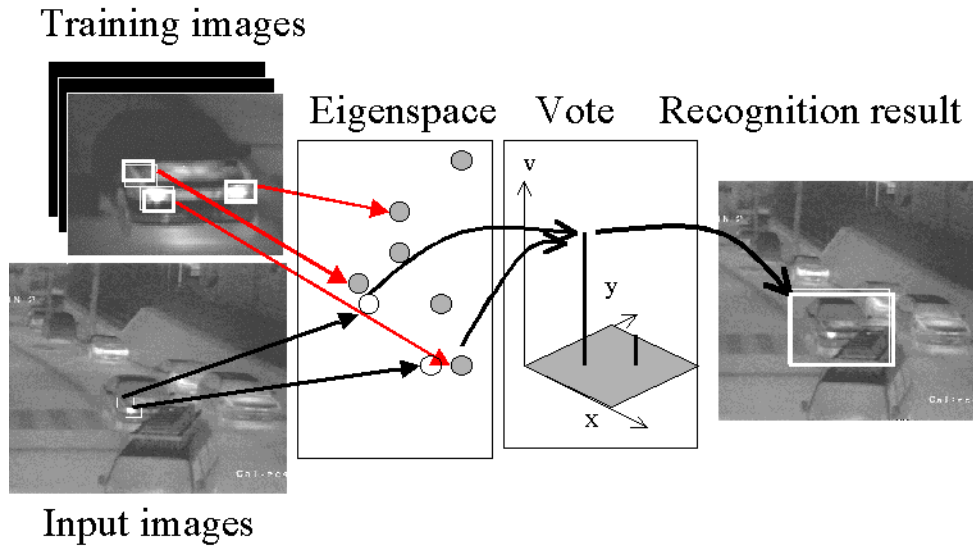 Training images
Eigenspace
Vote
Recognition result
v
y
x
Input images